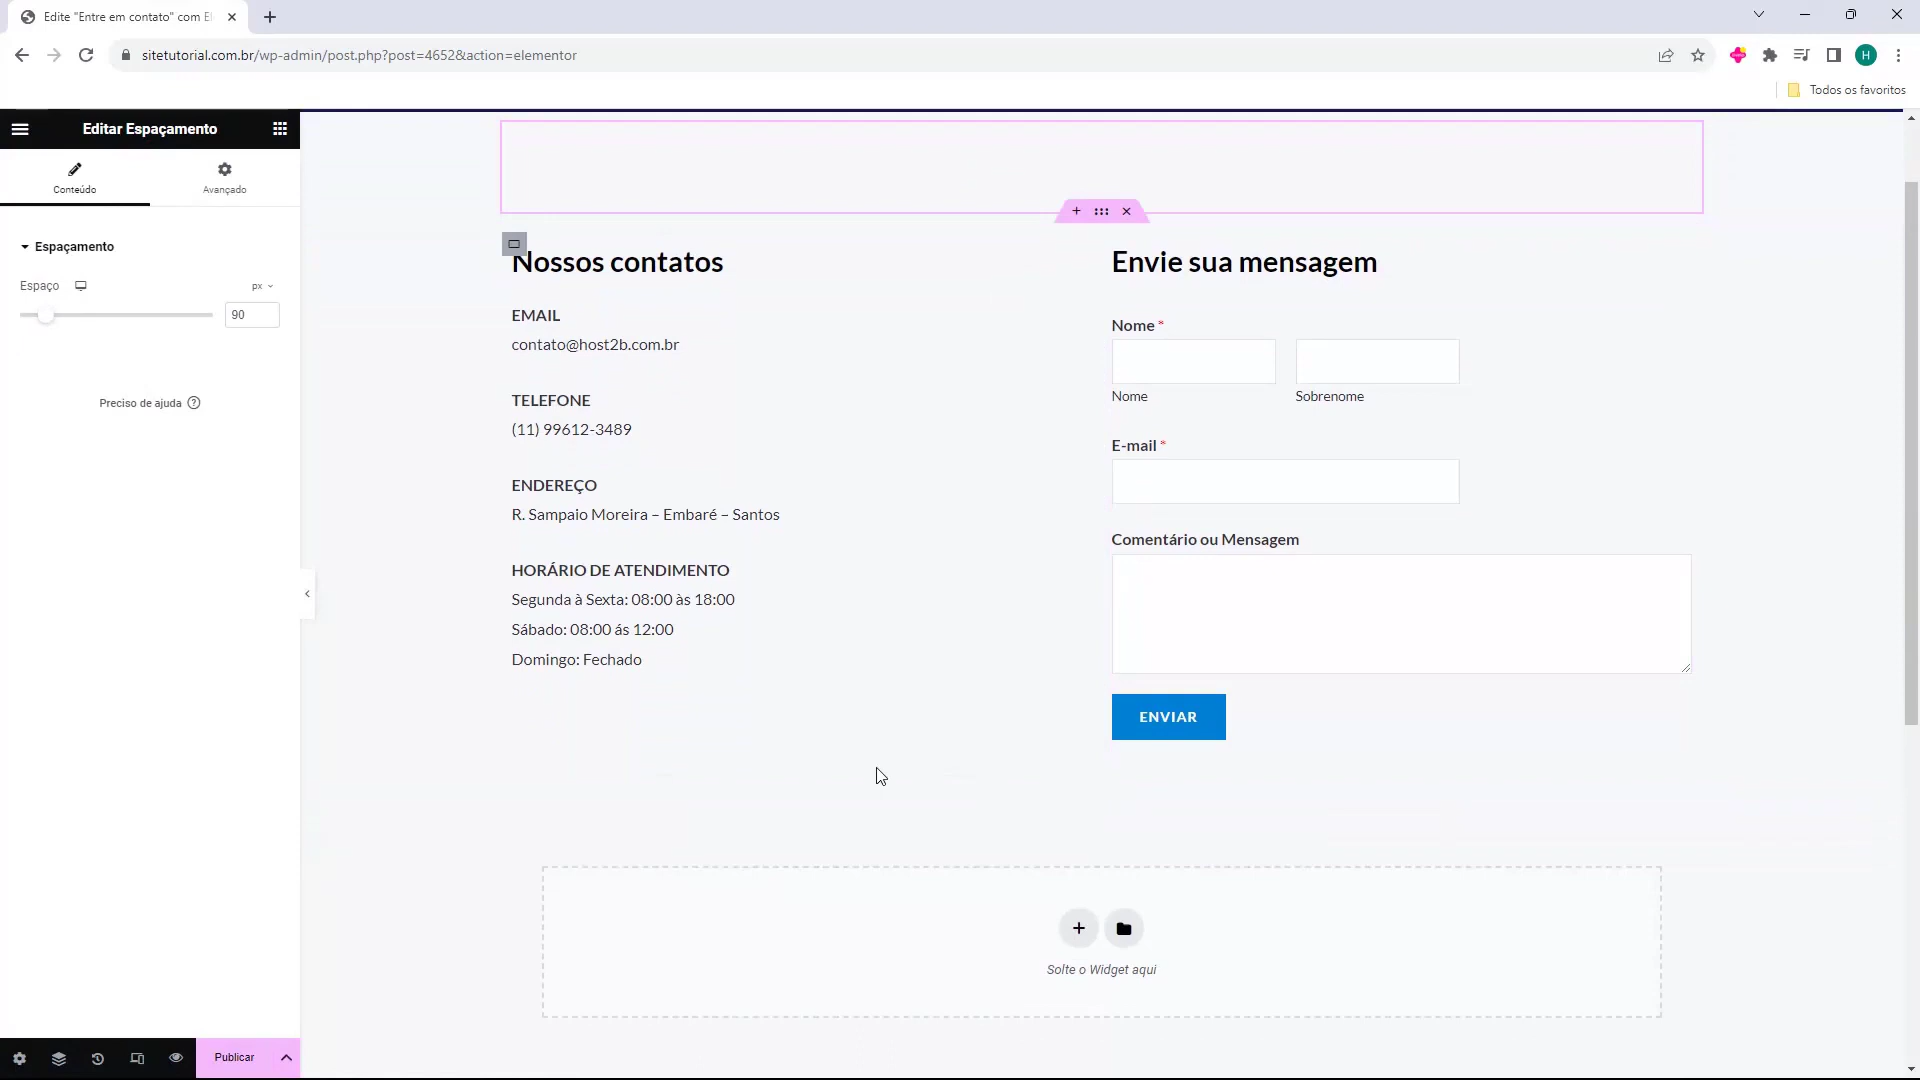 Edite "Entre em contato" com El
sitetutorial.com.br/wp-admin/post.php?post=4652&action=elementor
H
Todos os favoritos
Editar Espaçamento
Conteúdo
Avançado
Espaçamento
Espaço
px
90
Preciso de ajuda ?
Publicar
Nossos contatos
EMAIL
contato@host2b.com.br
TELEFONE
(11) 99612-3489
ENDEREÇO
R. Sampaio Moreira – Embaré – Santos
HORÁRIO DE ATENDIMENTO
Segunda à Sexta: 08:00 às 18:00
Sábado: 08:00 ás 12:00
Domingo: Fechado
Envie sua mensagem
Nome *
Nome
Sobrenome
E-mail *
Comentário ou Mensagem
ENVIAR
Solte o Widget aqui